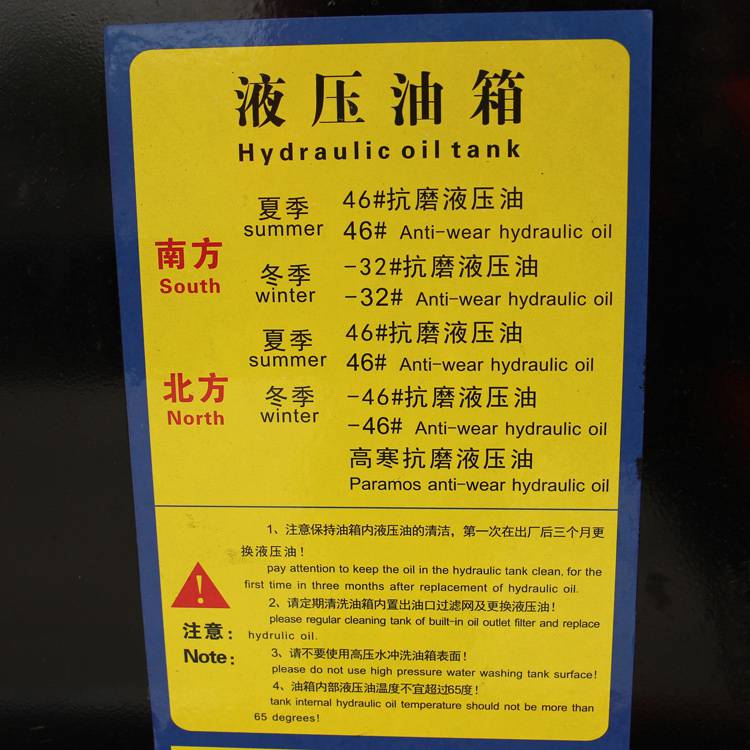 液压油箱
Hydraulic oil tank
南方
South
夏季
summer
46#抗磨液压油
46# Anti-wear hydraulic oil
冬季
winter
-32#抗磨液压油
-32# Anti-wear hydraulic oil
北方
North
夏季
summer
46#抗磨液压油
46# Anti-wear hydraulic oil
冬季
winter
-46#抗磨液压油
-46# Anti-wear hydraulic oil
高寒抗磨液压油
Paramos anti-wear hydraulic oil
注意：
Note：
1、注意保持油箱内液压油的清洁，第一次在出厂后三个月更
换液压油！
pay attention to keep the oil in the hydraulic tank clean, for the
first time in three months after replacement of hydraulic oil.
2、请定期清洗油箱内置出油口过滤网及更换液压油！
please regular cleaning tank of built-in oil outlet filter and replace
hydrulic oil.
3、请不要使用高压水冲洗油箱表面！
please do not use high pressure water washing tank surface!
4、油箱内部液压油温度不宜超过65度！
tank internal hydraulic oil temperature should not be more than
65 degrees!